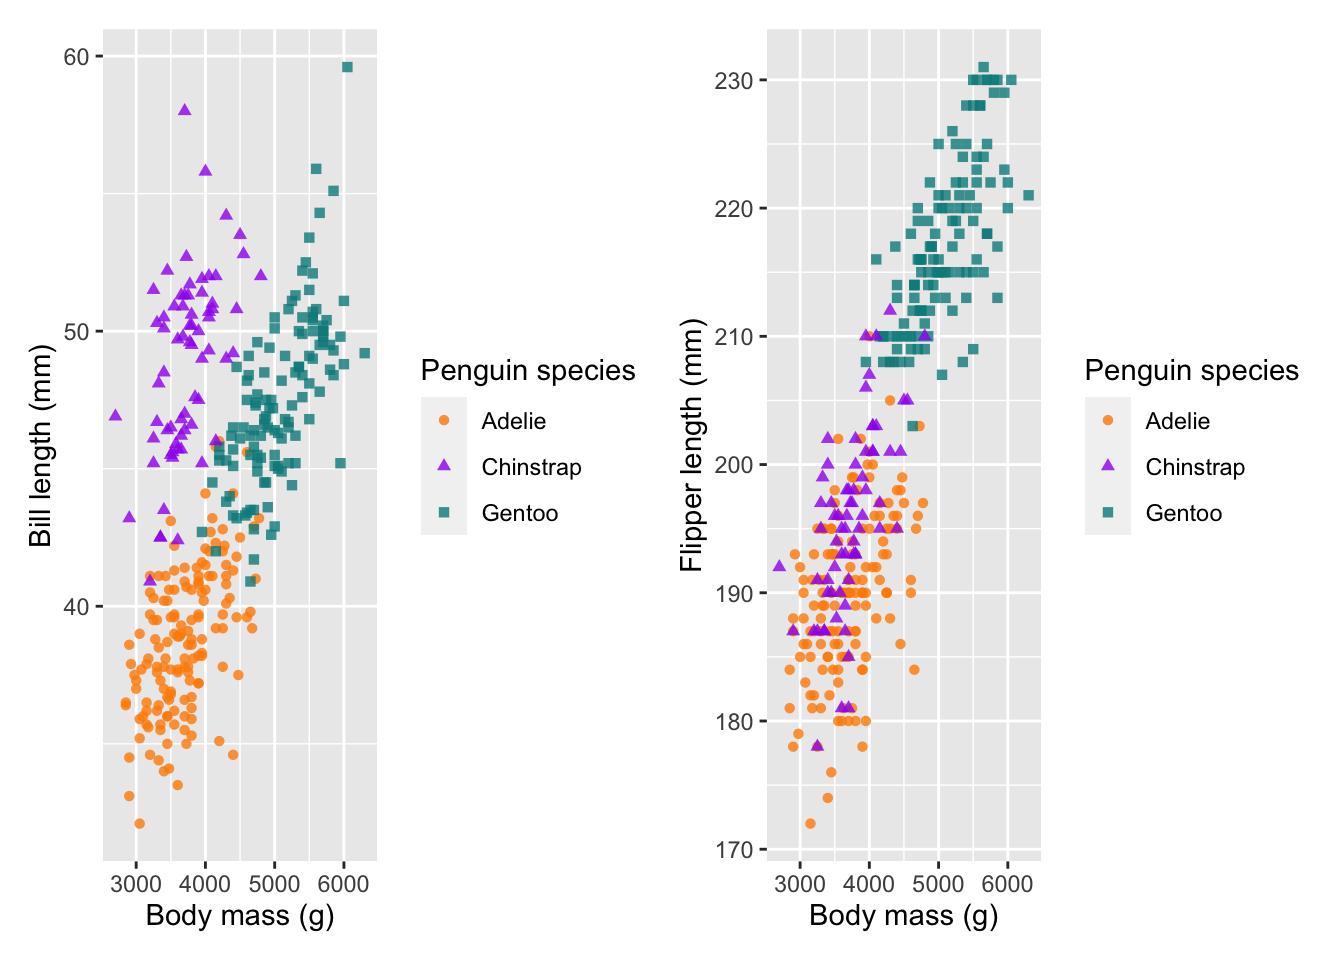 60
50
40
Bill length (mm)
3000 4000 5000 6000
Body mass (g)
Penguin species
Adelie
Chinstrap
Gentoo
230
220
210
200
190
180
170
Flipper length (mm)
3000 4000 5000 6000
Body mass (g)
Penguin species
Adelie
Chinstrap
Gentoo